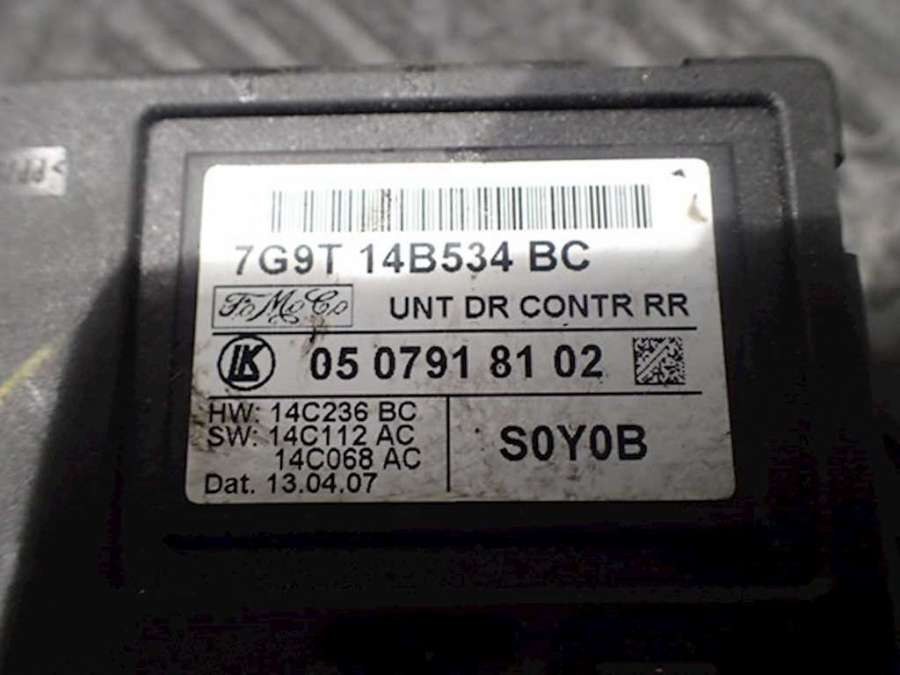 7G9T 14B534 BC
FoMoCo UNT DR CONTR RR
LK 05 0791 81 02
HW: 14C236 BC
SW: 14C112 AC
14C068 AC
Dat. 13.04.07
S0Y0B